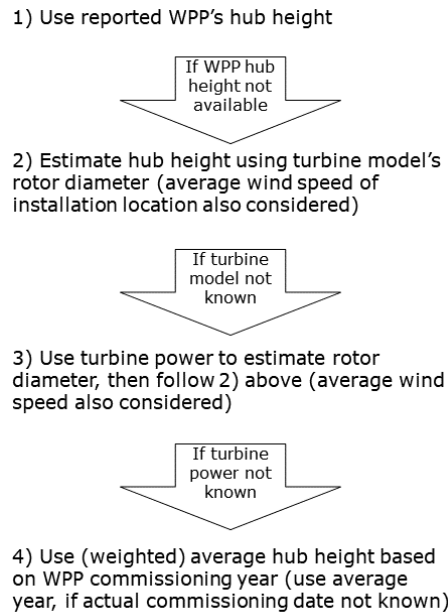 1) Use reported WPP's hub height
If WPP hub
height not
available
2) Estimate hub height using turbine model's
rotor diameter (average wind speed of
installation location also considered)
If turbine
model not
known
3) Use turbine power to estimate rotor
diameter, then follow 2) above (average wind
speed also considered)
If turbine
power not
known
4) Use (weighted) average hub height based
on WPP commissioning year (use average
year, if actual commissioning date not known)